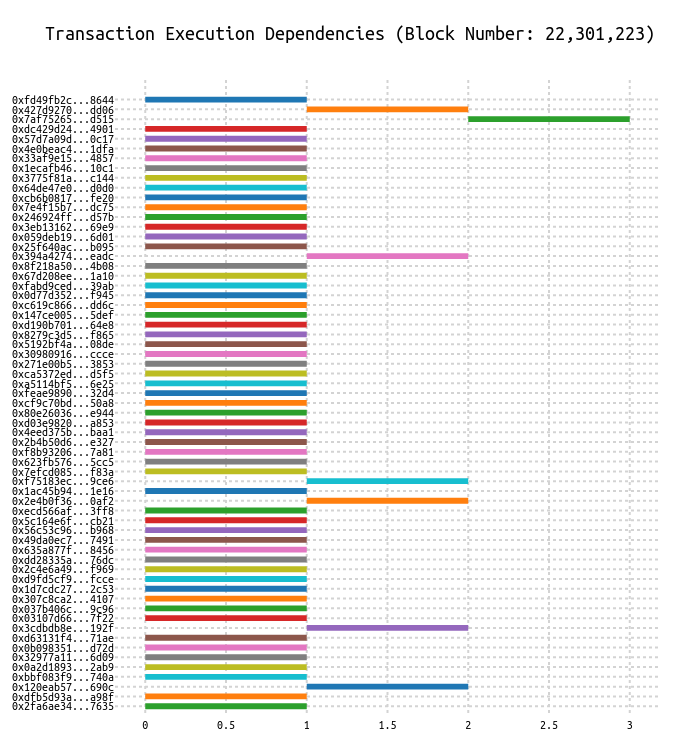 Transaction Execution Dependencies (Block Number: 22,301,223)
0xfd49fb2c...8644
0x427d9270...dd06
0x7af75265...d515
0xdc429d24...4901
0x57d7a09d...0c17
0x4e0beac4...1dfa
0x33af9e15...4857
0x1ecafb46...10c1
0x3775f81a...c144
0x64de47e0...d0d0
0xcb6b0817...fe20
0x7e4f15b7...dc75
0x246924ff...d57b
0x3eb13162...69e9
0x059deb19...6d01
0x25f640ac...b095
0x394a4274...eadc
0x8f218a50...4b08
0x67d208ee...1a10
0xfabd9ced...39ab
0x0d77d352...f945
0xc619c866...dd6c
0x147ce005...5def
0xd190b701...64e8
0x8279c3d5...f865
0x5192bf4a...08de
0x30980916...ccce
0x271e00b5...3853
0xca5372ed...d5f5
0xa5114bf5...6e25
0xfeae9890...32d4
0xcf9c70bd...50a8
0x80e26036...e944
0xd03e9820...a853
0x4eed375b...baa1
0x2b4b50d6...e327
0xf8b93206...7a81
0x623fb576...5cc5
0x7efcd085...f83a
0xf75183ec...9ce6
0x1ac45b94...1e16
0x2e4b0f36...0af2
0xecd566af...3ff8
0x5c164e6f...cb21
0x56c53c96...b968
0x49da0ec7...7491
0x635a877f...8456
0xdd28335a...76dc
0x2c4e6a49...f969
0xd9fd5cf9...fcce
0x1d7cdc27...2c53
0x307c8ca2...4107
0x037b406c...9c96
0x03107d66...7f22
0x3cdbdb8e...192f
0xd63131f4...71ae
0x0b098351...d72d
0x32977a11...6d09
0x0a2d1893...2ab9
0xbbf083f9...740a
0x120eab57...690c
0xdfb5d93a...a98f
0x2fa6ae34...7635
0 0.5 1 1.5 2 2.5 3